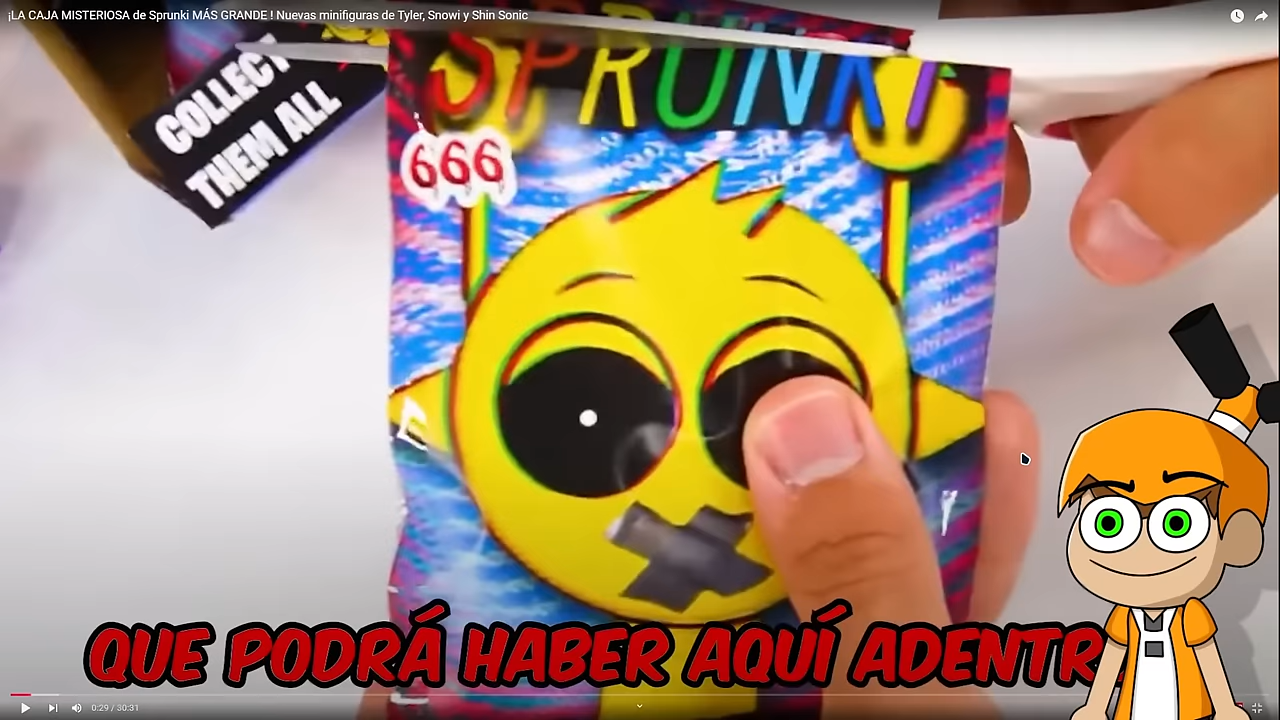 ¡LA CAJA MISTERIOSA de Sprunki MÁS GRANDE ! Nuevas minifiguras de Tyler, Snowi y Shin Sonic
COLLECT
THEM ALL
SPRUNKI
666
QUE PODRÁ HABER AQUÍ ADENTR
0:29 / 30:31